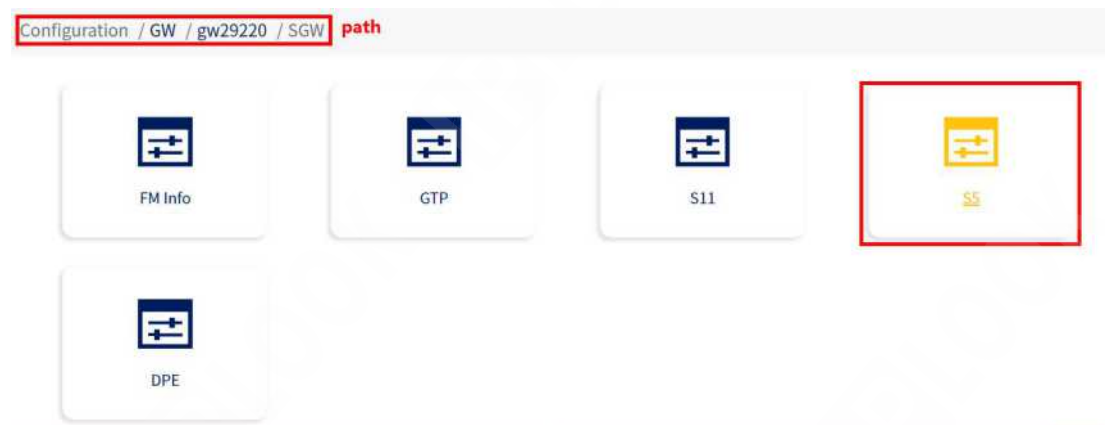 Configuration / GW / gw29220 / SGW path
FM Info GTP S11 S5
DPE